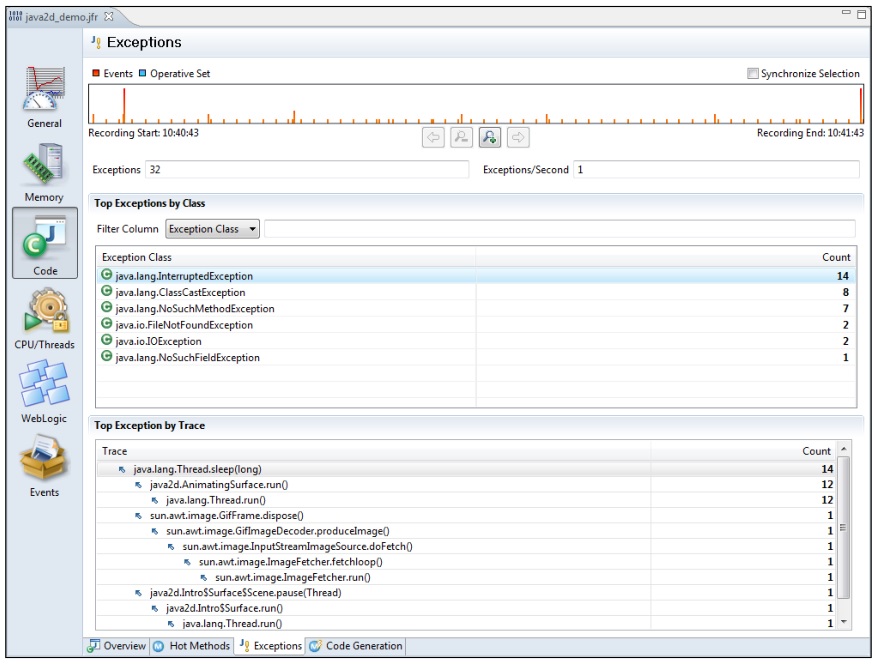 java2d_demo.jfr
Exceptions
Events Operative Set Synchronize Selection
Recording Start: 10:40:43 Recording End: 10:41:43
Exceptions 32 Exceptions/Second 1
General
Memory
Code
CPU/Threads
WebLogic
Events
Top Exceptions by Class
Filter Column Exception Class
Exception Class Count
java.lang.InterruptedException 14
java.lang.ClassCastException 8
java.lang.NoSuchMethodException 7
java.io.FileNotFoundException 2
java.io.IOException 2
java.lang.NoSuchFieldException 1
Top Exception by Trace
Trace Count
java.lang.Thread.sleep(long) 14
java2d.AnimatingSurface.run() 12
java.lang.Thread.run() 12
sun.awt.image.GifFrame.dispose() 1
sun.awt.image.GifImageDecoder.produceImage() 1
sun.awt.image.InputStreamImageSource.doFetch() 1
sun.awt.image.ImageFetcher.fetchloop() 1
sun.awt.image.ImageFetcher.run() 1
java2d.Intro$Surface$Scene.pause(Thread) 1
java2d.Intro$Surface.run() 1
java.lang.Thread.run() 1
Overview Hot Methods Exceptions Code Generation